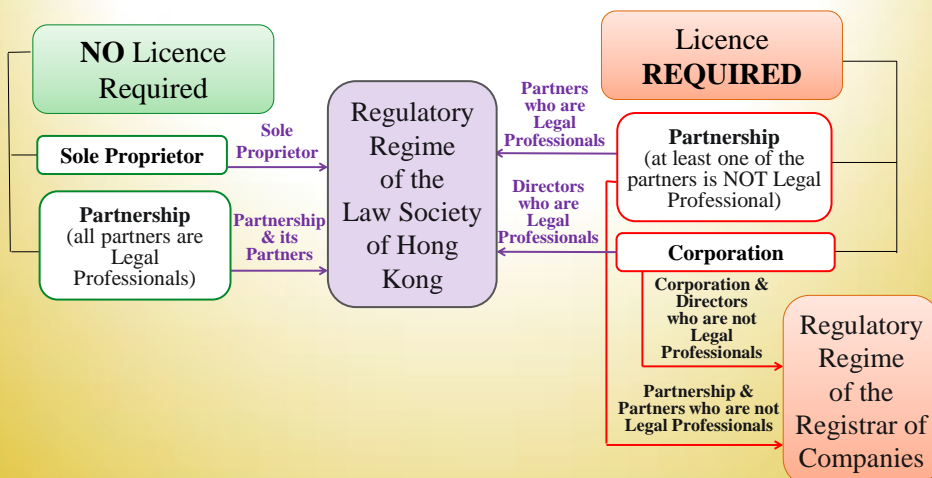 NO Licence
Required
Sole Proprietor
Partnership
(all partners are
Legal
Professionals)
Sole
Proprietor
Partnership
& its
Partners
Regulatory
Regime
of the
Law Society
of Hong
Kong
Partners
who are
Legal
Professionals
Directors
who are
Legal
Professionals
Licence
REQUIRED
Partnership
(at least one of the
partners is NOT Legal
Professional)
Corporation
Corporation &
Directors
who are not
Legal
Professionals
Partnership &
Partners who are not
Legal Professionals
Regulatory
Regime
of the
Registrar of
Companies